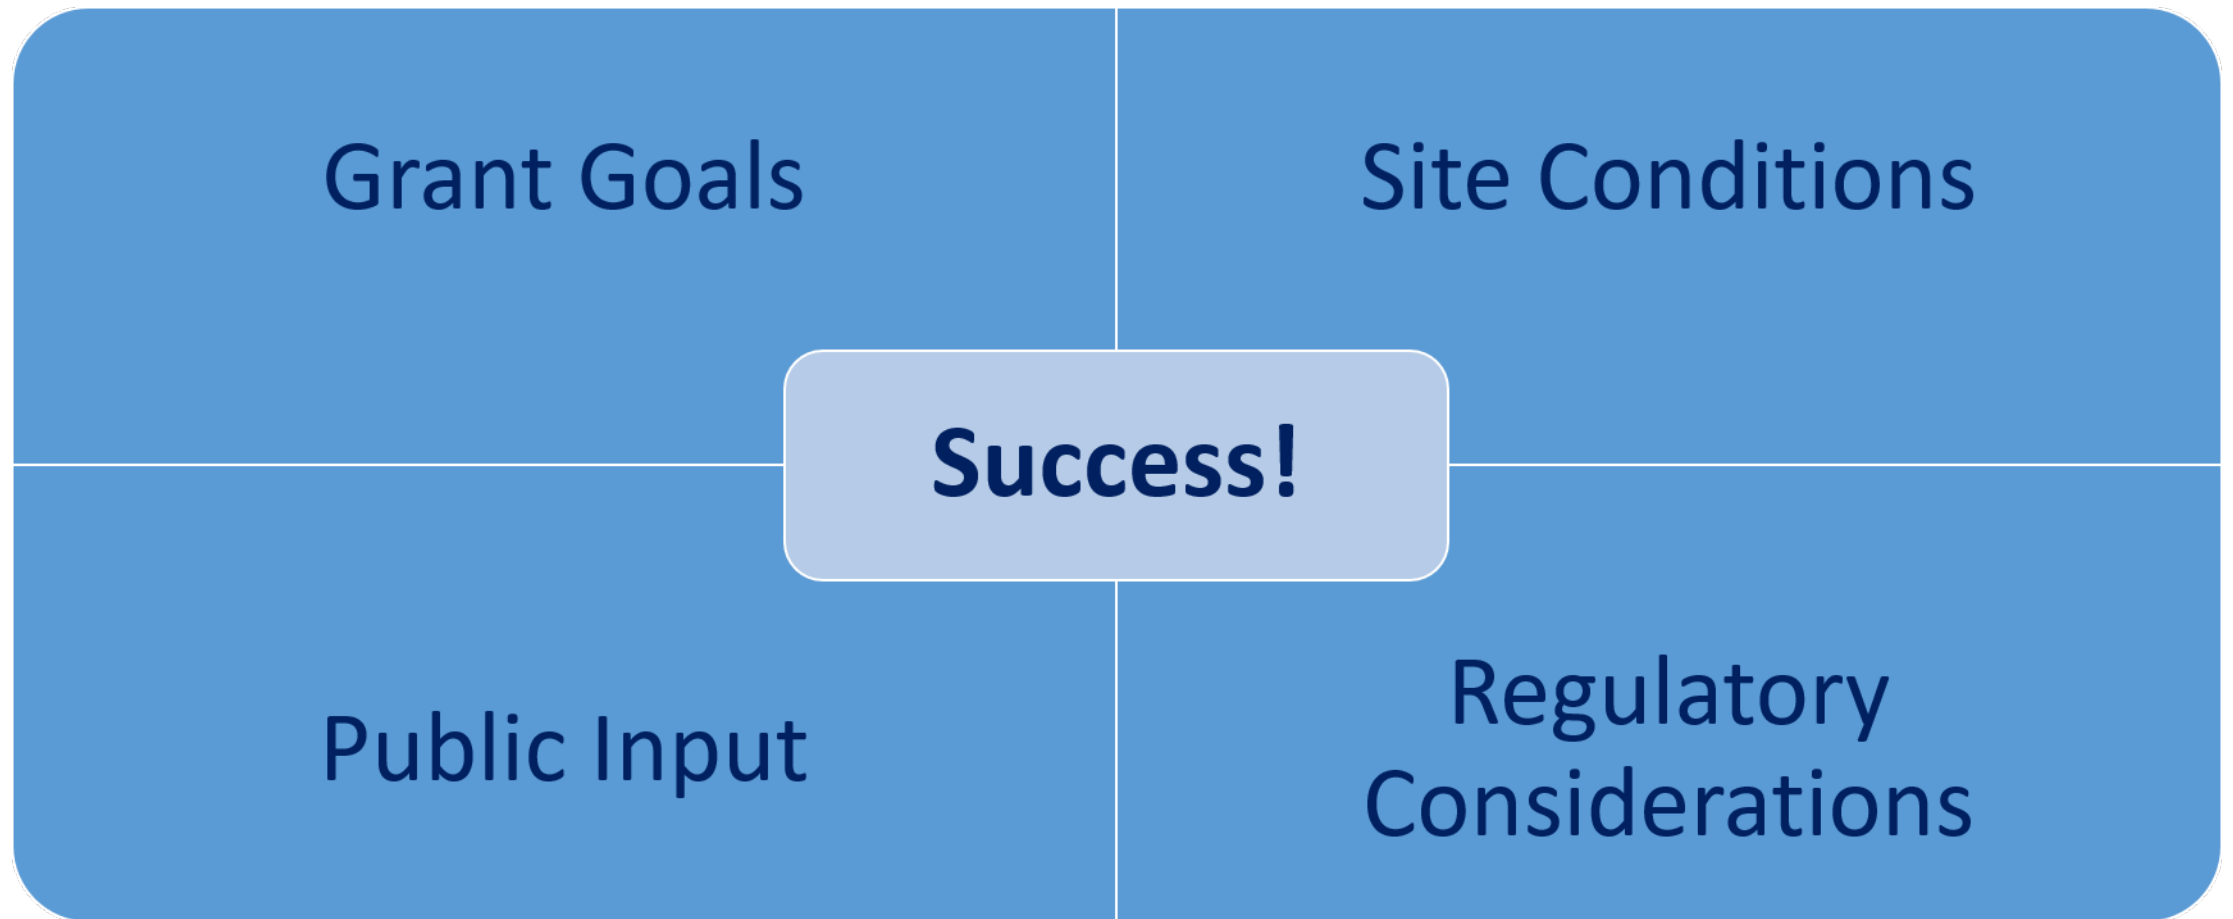 Grant Goals
Site Conditions
Success!
Public Input
Regulatory
Considerations